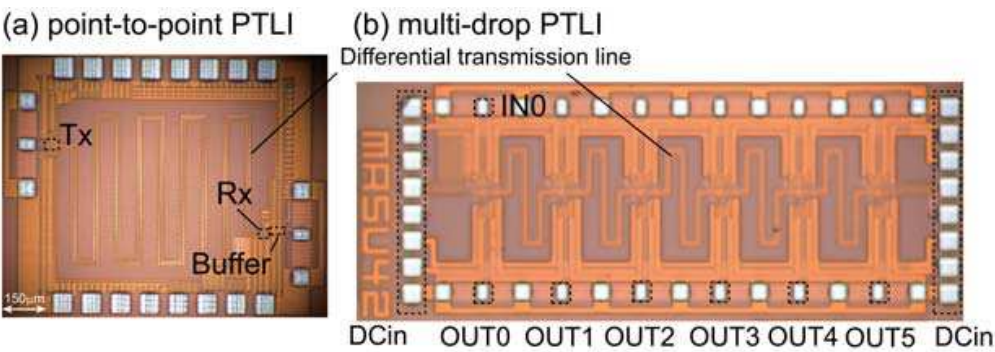 (a) point-to-point PTLI
(b) multi-drop PTLI
Differential transmission line
Tx
Rx
Buffer
150μm
IN0
MRSU42
DCin
OUT0
OUT1
OUT2
OUT3
OUT4
OUT5
DCin